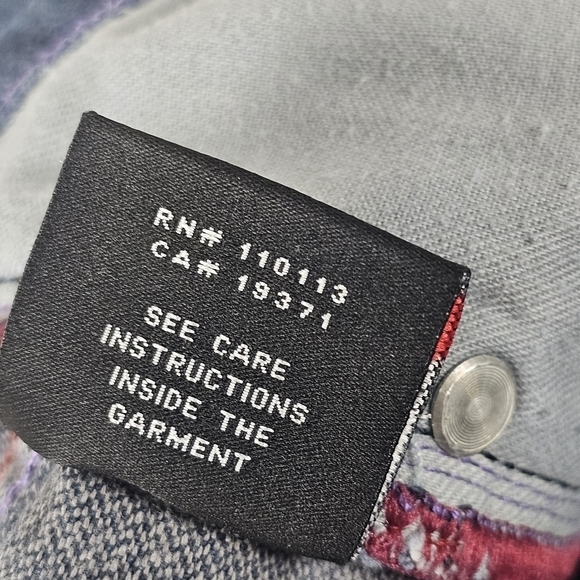 RN# 110113
CA# 19371
SEE CARE
INSTRUCTIONS
INSIDE THE
GARMENT